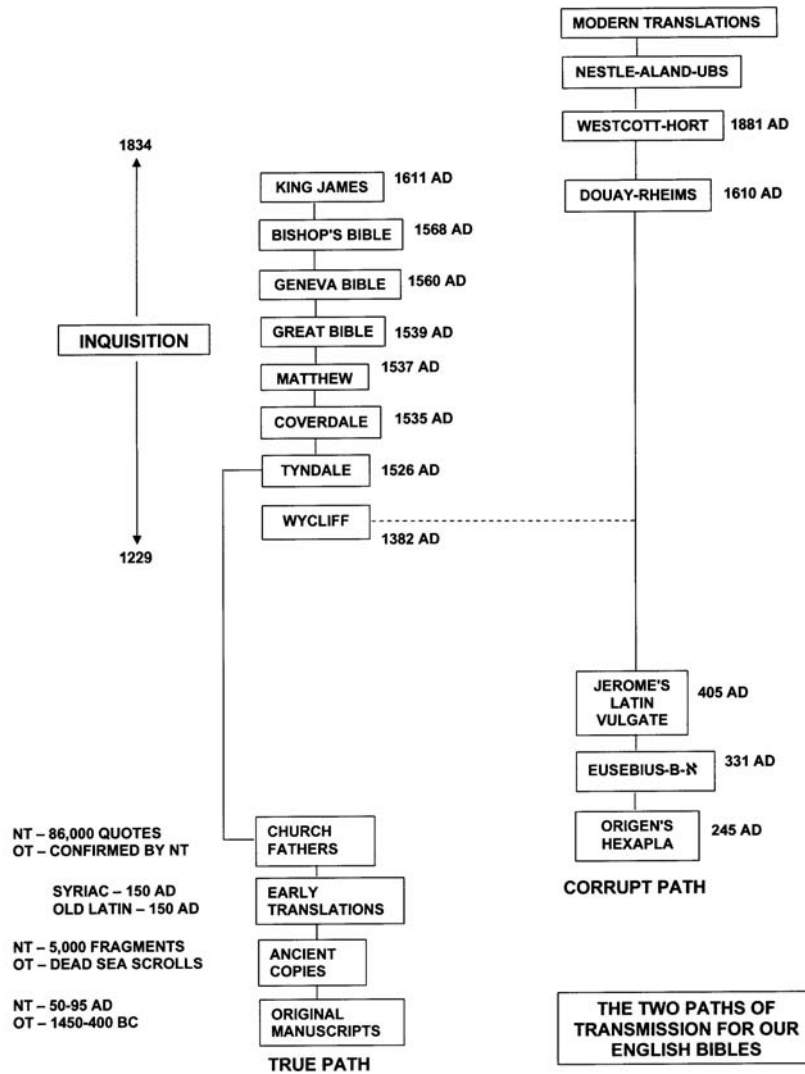 MODERN TRANSLATIONS
NESTLE-ALAND-UBS
WESTCOTT-HORT
1881 AD
DOUAY-RHEIMS
1610 AD
1834
INQUISITION
1229
KING JAMES
1611 AD
BISHOP'S BIBLE
1568 AD
GENEVA BIBLE
1560 AD
GREAT BIBLE
1539 AD
MATTHEW
1537 AD
COVERDALE
1535 AD
TYNDALE
1526 AD
WYCLIFF
1382 AD
JEROME'S
LATIN
VULGATE
405 AD
EUSEBIUS-B-א
331 AD
ORIGEN'S
HEXAPLA
245 AD
CORRUPT PATH
NT – 86,000 QUOTES
OT – CONFIRMED BY NT
CHURCH
FATHERS
SYRIAC – 150 AD
OLD LATIN – 150 AD
EARLY
TRANSLATIONS
NT – 5,000 FRAGMENTS
OT – DEAD SEA SCROLLS
ANCIENT
COPIES
NT – 50-95 AD
OT – 1450-400 BC
ORIGINAL
MANUSCRIPTS
TRUE PATH
THE TWO PATHS OF
TRANSMISSION FOR OUR
ENGLISH BIBLES